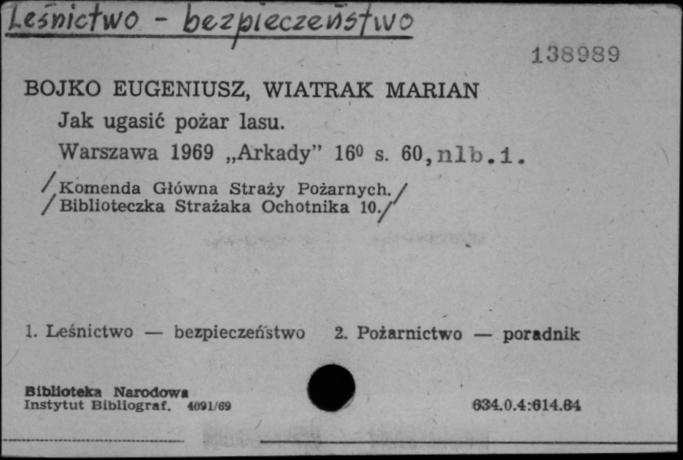 Leśnictwo - bezpieczeństwo
138989
BOJKO EUGENIUSZ, WIATRAK MARIAN
Jak ugasić pożar lasu.
Warszawa 1969 „Arkady” 16⁰ s. 60, nlb.1.
/Komenda Główna Straży Pożarnych./
/Biblioteczka Strażaka Ochotnika 10./
1. Leśnictwo — bezpieczeństwo 2. Pożarnictwo — poradnik
Biblioteka Narodowa
Instytut Bibliograf. 4091/69 634.0.4:614.84